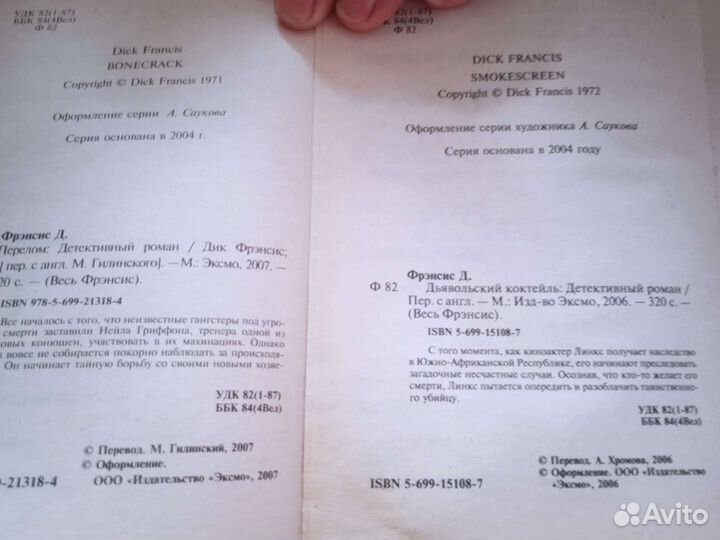 УДК 82(1-87)
ББК 84(4Вел)
Ф 82
Dick Francis
BONECRACK
Copyright © Dick Francis 1971
Оформление серии А. Саукова
Серия основана в 2004 г.
Фрэнсис Д.
Перелом: Детективный роман / Дик Фрэнсис;
[пер. с англ. М. Гилинского]. — М.: Эксмо, 2007. —
20 с. — (Весь Фрэнсис).
ISBN 978-5-699-21318-4
Все началось с того, что неизвестные гангстеры под угро-
смерти заставили Нейла Гриффона, тренера одной из
овых конюшен, участвовать в их махинациях. Однако
вовсе не собирается покорно наблюдать за происходя-
Он начинает тайную борьбу со своими новыми хозяе-
УДК 82(1-87)
ББК 84(4Вел)
© Перевод. М. Гилинский, 2007
© Оформление.
ООО «Издательство «Эксмо», 2007
9-21318-4
82(1-87)
ББК 84(4Вел)
Ф 82
DICK FRANCIS
SMOKESCREEN
Copyright © Dick Francis 1972
Оформление серии художника А. Саукова
Серия основана в 2004 году
Фрэнсис Д.
Ф 82 Дьявольский коктейль: Детективный роман /
Пер. с англ. — М.: Изд-во Эксмо, 2006. — 320 с. —
(Весь Фрэнсис).
ISBN 5-699-15108-7
С того момента, как киноактер Линкс получает наследство
в Южно-Африканской Республике, его начинают преследовать
загадочные несчастные случаи. Осознав, что кто-то желает его
смерти, Линкс пытается опередить и разоблачить таинственно-
го убийцу.
УДК 82(1-87)
ББК 84(4Вел)
© Перевод. А. Хромова, 2006
© Оформление. ООО «Издательство
«Эксмо», 2006
ISBN 5-699-15108-7
Avito